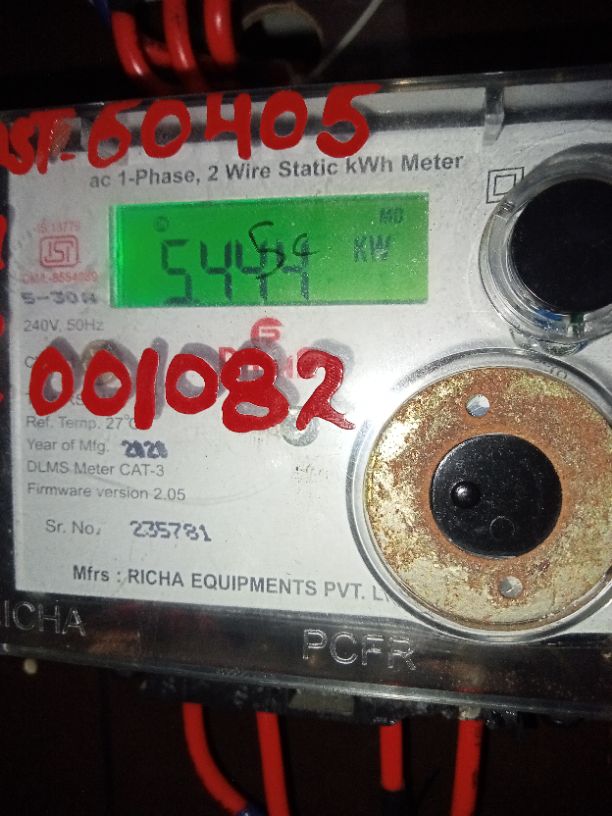 60405
ac 1-Phase, 2 Wire Static kWh Meter
IS:13779
MD
KW
5-30A
240V, 50Hz
001082
Ref. Temp. 27°C
Year of Mfg.
DLMS Meter CAT-3
Firmware version 2.05
Sr. No. 235781
Mfrs : RICHA EQUIPMENTS PVT.
RICHA
PCFR